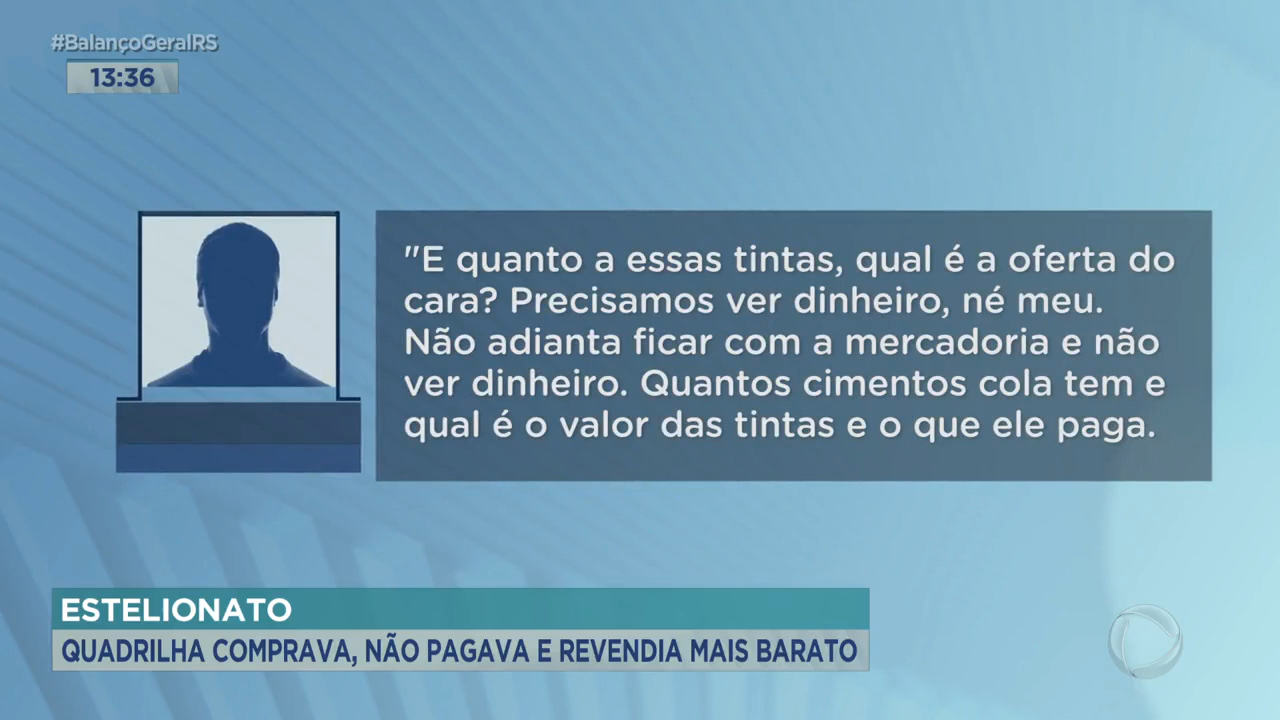 #BalançoGeralRS
13:36
"E quanto a essas tintas, qual é a oferta do
cara? Precisamos ver dinheiro, né meu.
Não adianta ficar com a mercadoria e não
ver dinheiro. Quantos cimentos cola tem e
qual é o valor das tintas e o que ele paga.
ESTELIONATO
QUADRILHA COMPRAVA, NÃO PAGAVA E REVENDIA MAIS BARATO